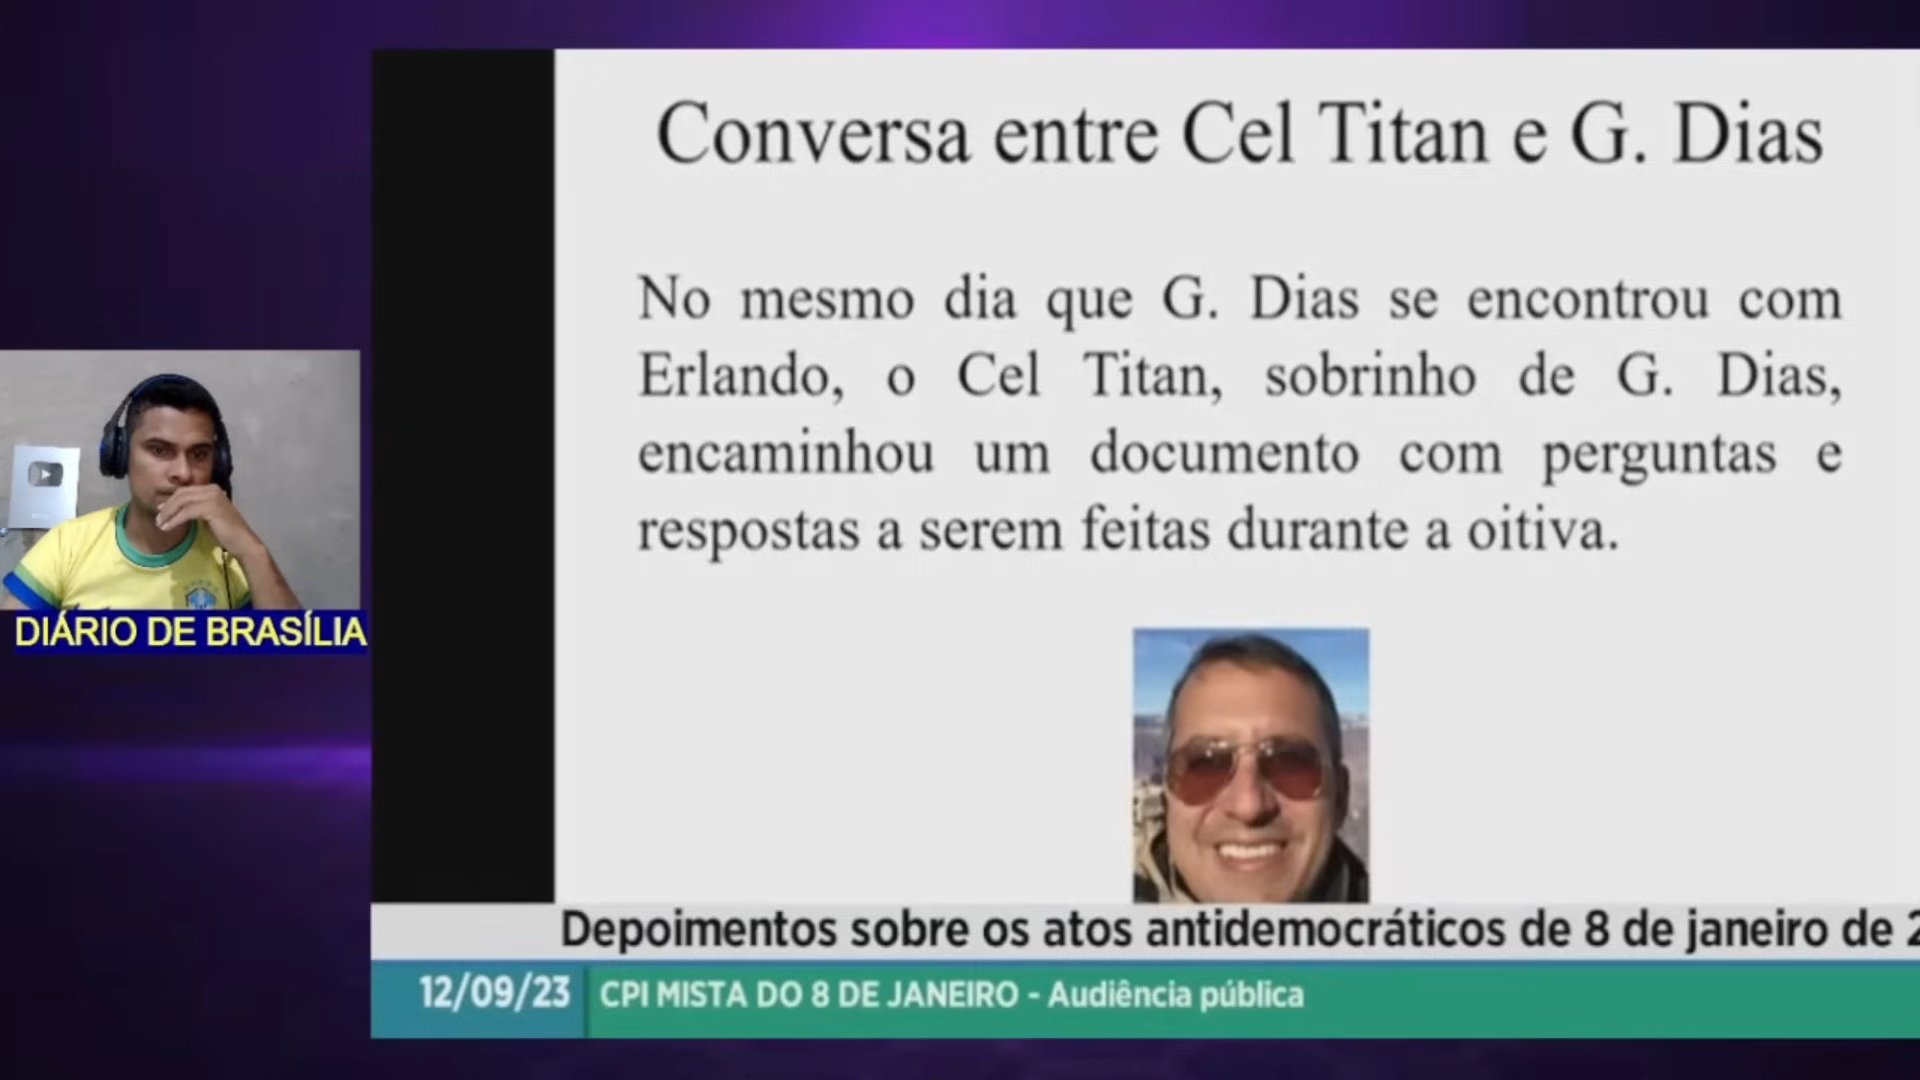 Conversa entre Cel Titan e G. Dias
No mesmo dia que G. Dias se encontrou com
Erlando, o Cel Titan, sobrinho de G. Dias,
encaminhou um documento com perguntas e
respostas a serem feitas durante a oitiva.
DIÁRIO DE BRASÍLIA
Depoimentos sobre os atos antidemocráticos de 8 de janeiro de 2
12/09/23 CPI MISTA DO 8 DE JANEIRO - Audiência pública